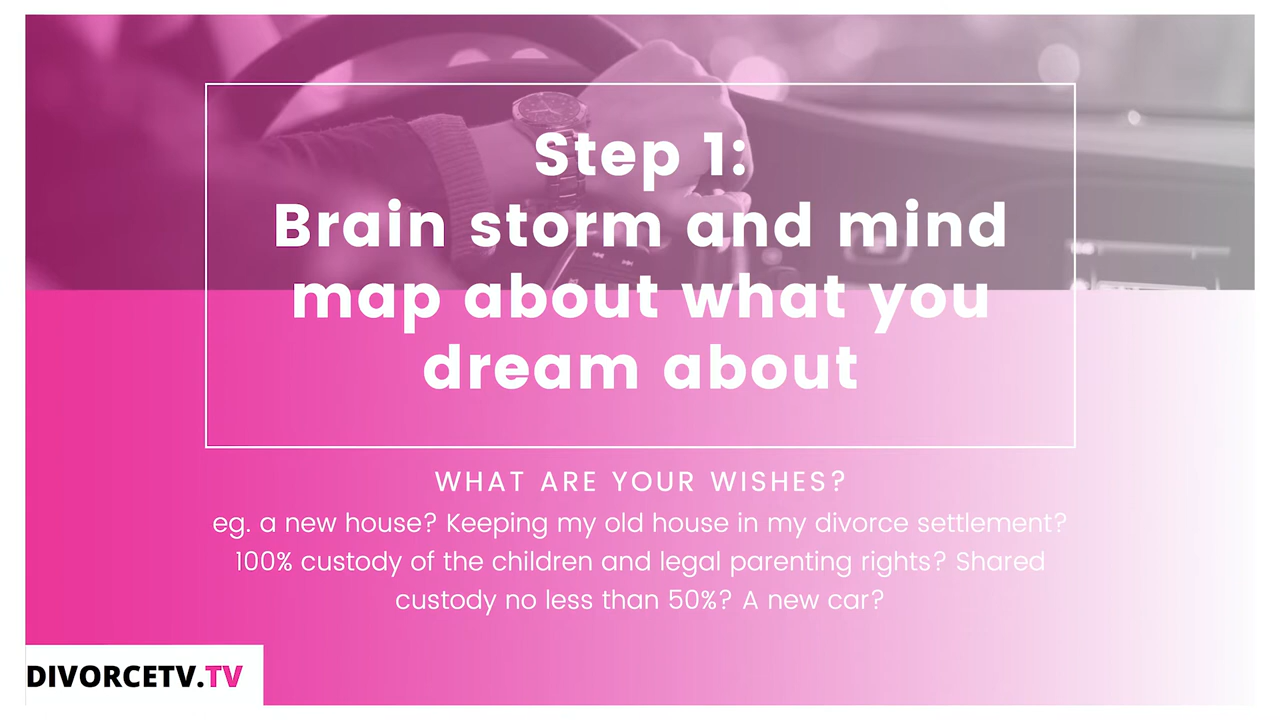 Step 1:
Brain storm and mind
map about what you
dream about
WHAT ARE YOUR WISHES?
eg. a new house? Keeping my old house in my divorce settlement?
100% custody of the children and legal parenting rights? Shared
custody no less than 50%? A new car?
DIVORCETV.TV